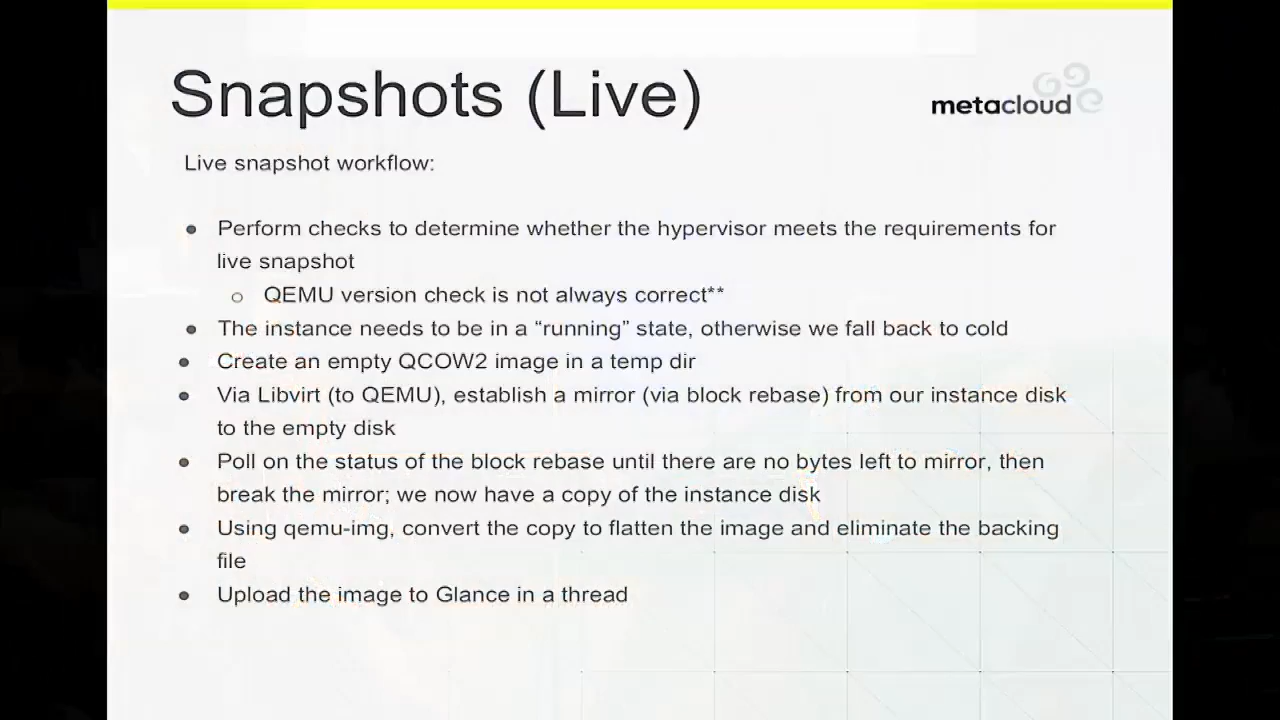 Snapshots (Live)
metacloud
Live snapshot workflow:
● Perform checks to determine whether the hypervisor meets the requirements for
live snapshot
o QEMU version check is not always correct**
● The instance needs to be in a “running” state, otherwise we fall back to cold
● Create an empty QCOW2 image in a temp dir
● Via Libvirt (to QEMU), establish a mirror (via block rebase) from our instance disk
to the empty disk
● Poll on the status of the block rebase until there are no bytes left to mirror, then
break the mirror; we now have a copy of the instance disk
● Using qemu-img, convert the copy to flatten the image and eliminate the backing
file
● Upload the image to Glance in a thread